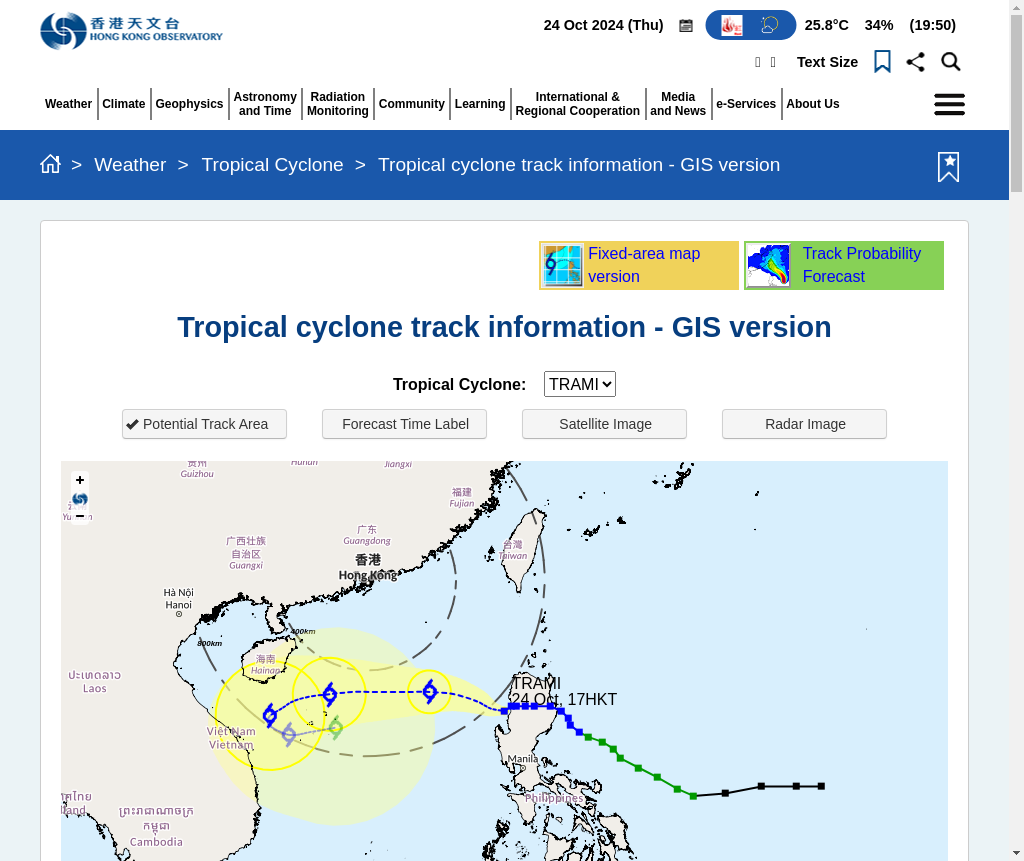 香港天文台
HONG KONG OBSERVATORY
24 Oct 2024 (Thu)
25.8°C 34% (19:50)
Text Size
Weather
Climate
Geophysics
Astronomy
and Time
Radiation
Monitoring
Community
Learning
International &
Regional Cooperation
Media
and News
e-Services
About Us
> Weather > Tropical Cyclone > Tropical cyclone track information - GIS version
Fixed-area map
version
Track Probability
Forecast
Tropical cyclone track information - GIS version
Tropical Cyclone: TRAMI
Potential Track Area
Forecast Time Label
Satellite Image
Radar Image
+
−
贵州
Guizhou
Hunan
Jiangxi
福建
Fujian
广西壮族
自治区
Guangxi
广东
Guangdong
台灣
Taiwan
香港
Hong Kong
Hà Nội
Hanoi
400km
800km
海南
Hainan
ປະເທດລາວ
Laos
TRAMI
24 Oct, 17HKT
Việt Nam
Vietnam
Manila
Philippines
ព្រះរាជាណាចក្រ
កម្ពុជា
Cambodia